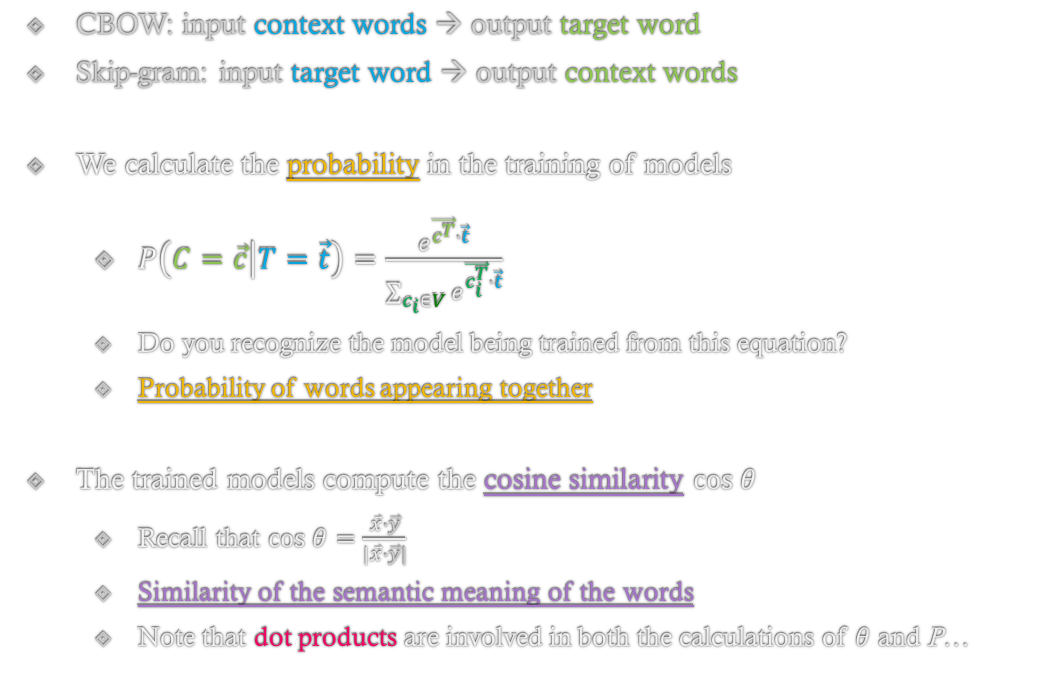 CBOW: input context words → output target word
Skip-gram: input target word → output context words
We calculate the probability in the training of models
P(C = c⃗|T = t⃗) = e^(c⃗ᵀ·t⃗) / Σ_(cᵢ∈V) e^(c⃗ᵢᵀ·t⃗)
Do you recognize the model being trained from this equation?
Probability of words appearing together
The trained models compute the cosine similarity cos θ
Recall that cos θ = x⃗·y⃗ / |x⃗·y⃗|
Similarity of the semantic meaning of the words
Note that dot products are involved in both the calculations of θ and P…